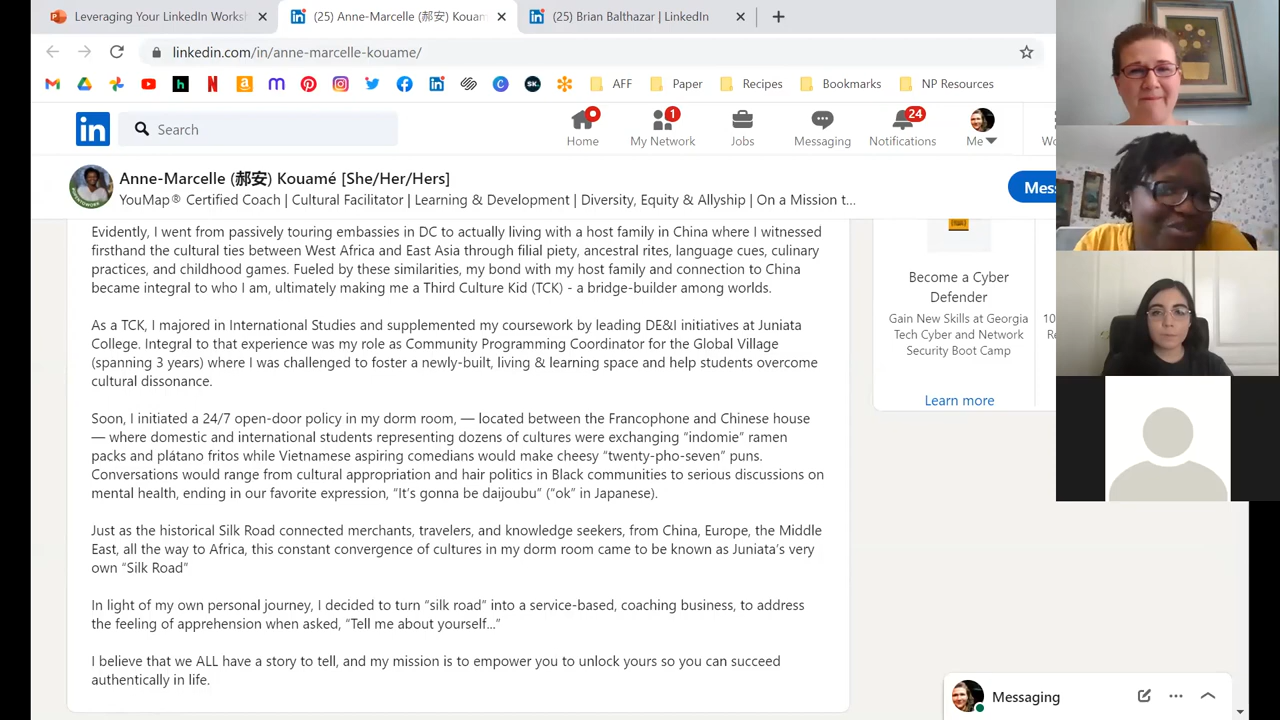 Leveraging Your LinkedIn Works
(25) Anne-Marcelle (郝安) Kouam
(25) Brian Balthazar | LinkedIn
linkedin.com/in/anne-marcelle-kouame/
AFF
Paper
Recipes
Bookmarks
NP Resources
in
Search
Home
1
My Network
Jobs
Messaging
24
Notifications
Me
Wo
Anne-Marcelle (郝安) Kouamé [She/Her/Hers]
YouMap® Certified Coach | Cultural Facilitator | Learning & Development | Diversity, Equity & Allyship | On a Mission t...
Mes
Evidently, I went from passively touring embassies in DC to actually living with a host family in China where I witnessed
firsthand the cultural ties between West Africa and East Asia through filial piety, ancestral rites, language cues, culinary
practices, and childhood games. Fueled by these similarities, my bond with my host family and connection to China
became integral to who I am, ultimately making me a Third Culture Kid (TCK) - a bridge-builder among worlds.
As a TCK, I majored in International Studies and supplemented my coursework by leading DE&I initiatives at Juniata
College. Integral to that experience was my role as Community Programming Coordinator for the Global Village
(spanning 3 years) where I was challenged to foster a newly-built, living & learning space and help students overcome
cultural dissonance.
Soon, I initiated a 24/7 open-door policy in my dorm room, — located between the Francophone and Chinese house
— where domestic and international students representing dozens of cultures were exchanging “indomie” ramen
packs and plátano fritos while Vietnamese aspiring comedians would make cheesy “twenty-pho-seven” puns.
Conversations would range from cultural appropriation and hair politics in Black communities to serious discussions on
mental health, ending in our favorite expression, “It’s gonna be daijoubu” (“ok” in Japanese).
Just as the historical Silk Road connected merchants, travelers, and knowledge seekers, from China, Europe, the Middle
East, all the way to Africa, this constant convergence of cultures in my dorm room came to be known as Juniata’s very
own “Silk Road”
In light of my own personal journey, I decided to turn “silk road” into a service-based, coaching business, to address
the feeling of apprehension when asked, “Tell me about yourself...”
I believe that we ALL have a story to tell, and my mission is to empower you to unlock yours so you can succeed
authentically in life.
Become a Cyber
Defender
Gain New Skills at Georgia
Tech Cyber and Network
Security Boot Camp
Learn more
10
Re
Messaging